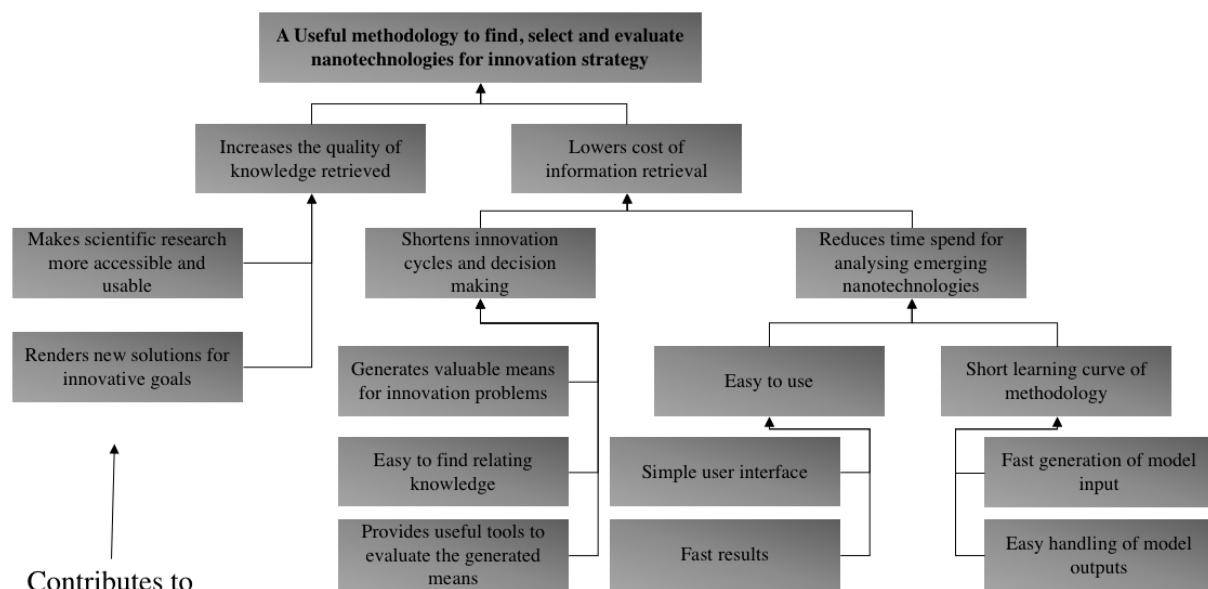 A Useful methodology to find, select and evaluate
nanotechnologies for innovation strategy
Increases the quality of
knowledge retrieved
Lowers cost of
information retrieval
Makes scientific research
more accessible and
usable
Shortens innovation
cycles and decision
making
Reduces time spend for
analysing emerging
nanotechnologies
Renders new solutions for
innovative goals
Generates valuable means
for innovation problems
Easy to use
Short learning curve of
methodology
Easy to find relating
knowledge
Simple user interface
Fast generation of model
input
Provides useful tools to
evaluate the generated
means
Fast results
Easy handling of model
outputs
Contributes to